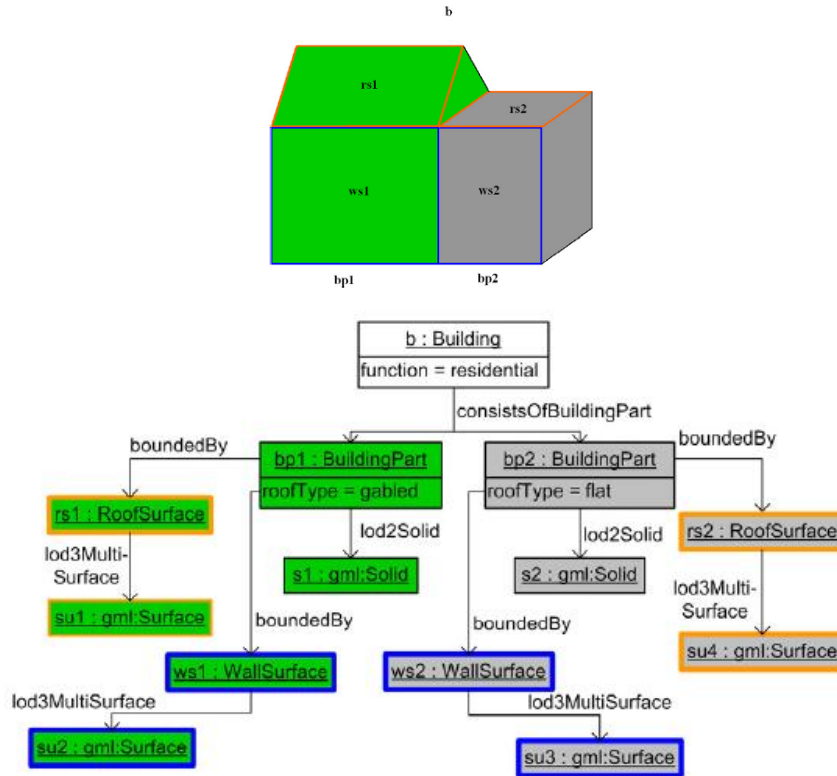 b
rs1
rs2
ws1
ws2
bp1
bp2
b : Building
function = residential
consistsOfBuildingPart
boundedBy
bp1 : BuildingPart
roofType = gabled
bp2 : BuildingPart
roofType = flat
boundedBy
rs1 : RoofSurface
lod2Solid
lod2Solid
rs2 : RoofSurface
lod3Multi-
Surface
s1 : gml:Solid
s2 : gml:Solid
lod3Multi-
Surface
su1 : gml:Surface
boundedBy
boundedBy
su4 : gml:Surface
ws1 : WallSurface
ws2 : WallSurface
lod3MultiSurface
lod3MultiSurface
su2 : gml:Surface
su3 : gml:Surface